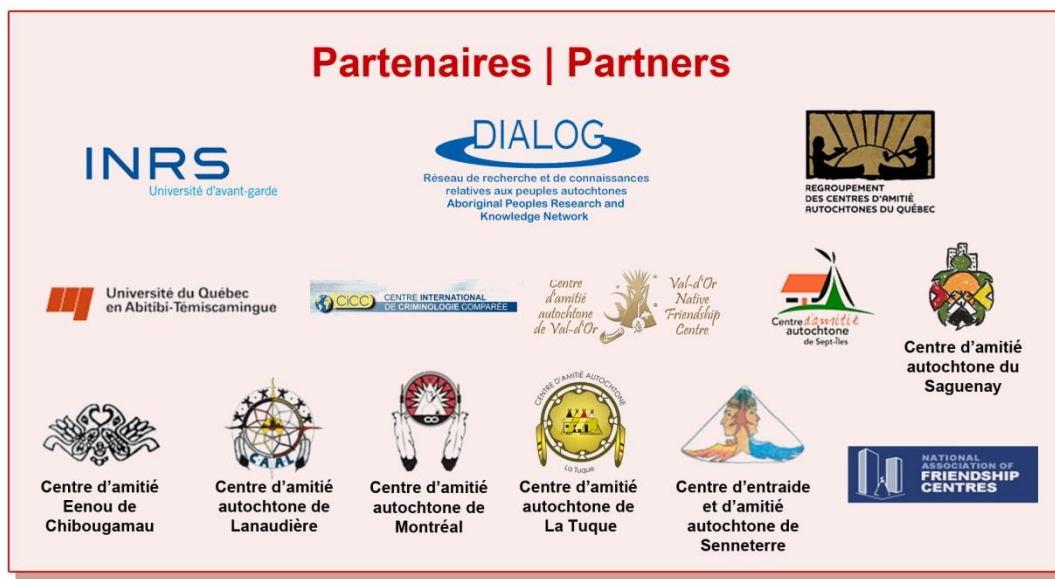 Partenaires | Partners
INRS
Université d'avant-garde
DIALOG
Réseau de recherche et de connaissances
relatives aux peuples autochtones
Aboriginal Peoples Research and
Knowledge Network
REGROUPEMENT
DES CENTRES D'AMITIÉ
AUTOCHTONES DU QUÉBEC
Université du Québec
en Abitibi-Témiscamingue
CICC
CENTRE INTERNATIONAL
DE CRIMINOLOGIE COMPARÉE
Centre
d'amitié
autochtone
de Val-d'Or
Val-d'Or
Native
Friendship
Centre
Centre d'amitié
autochtone
de Sept-Îles
Centre d'amitié
autochtone du
Saguenay
Centre d'amitié
Eenou de
Chibougamau
C.A.A.L.
Centre d'amitié
autochtone de
Lanaudière
Centre d'amitié
autochtone de
Montréal
CENTRE D'AMITIÉ AUTOCHTONE
La Tuque
Centre d'amitié
autochtone de
La Tuque
Centre d'entraide
et d'amitié
autochtone de
Senneterre
NATIONAL
ASSOCIATION OF
FRIENDSHIP
CENTRES